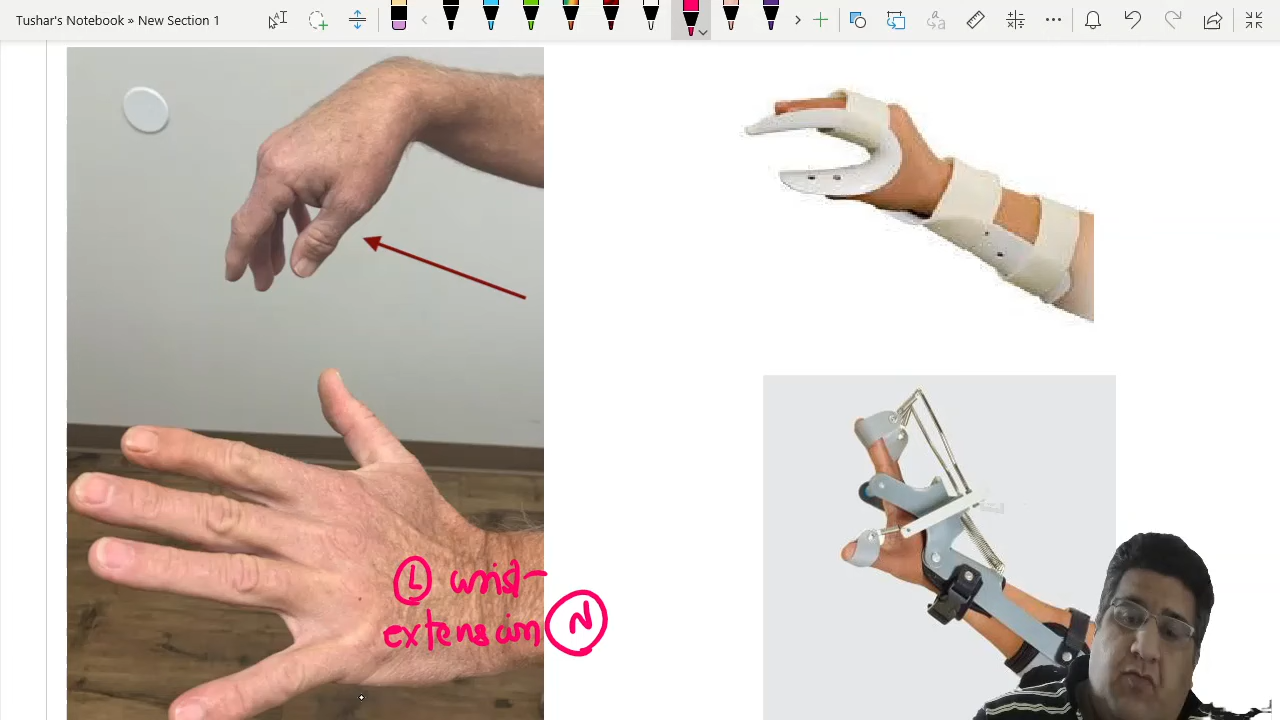 Tushar's Notebook » New Section 1
Ⓛ wrist-
extension Ⓝ